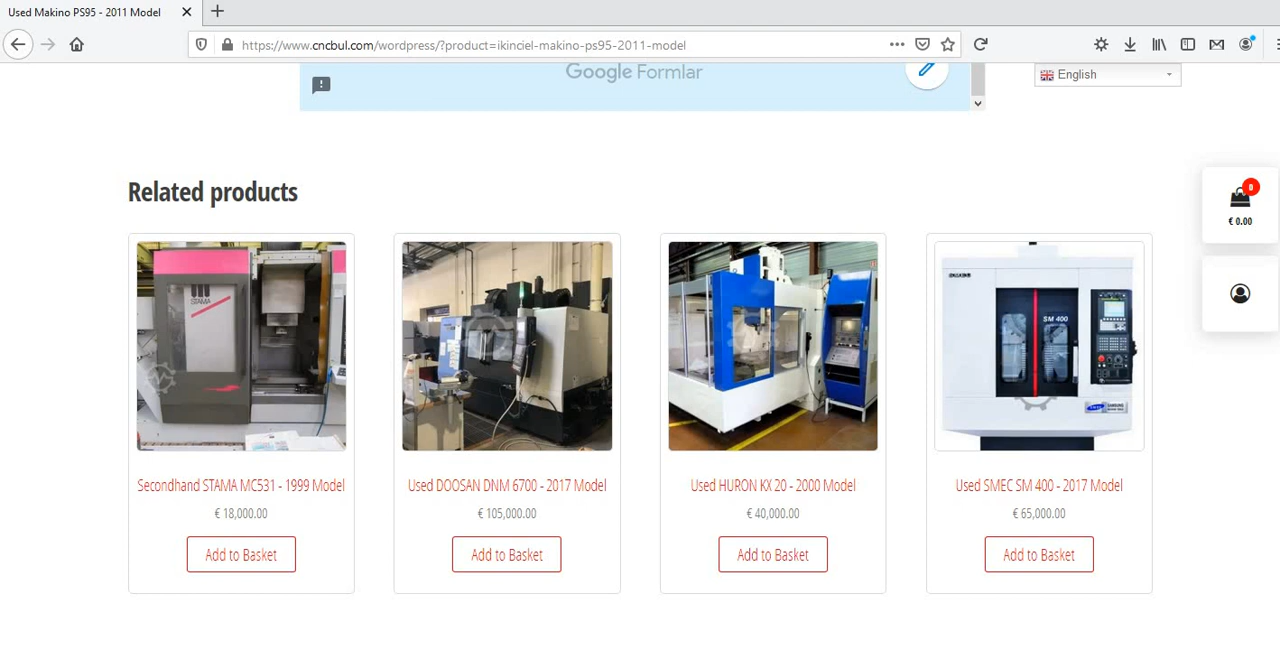 Used Makino PS95 - 2011 Model
https://www.cncbul.com/wordpress/?product=ikinciel-makino-ps95-2011-model
Google Formlar
English
Related products
0
€ 0.00
STAMA
SM 400
Secondhand STAMA MC531 - 1999 Model
Used DOOSAN DNM 6700 - 2017 Model
Used HURON KX 20 - 2000 Model
Used SMEC SM 400 - 2017 Model
€ 18,000.00
€ 105,000.00
€ 40,000.00
€ 65,000.00
Add to Basket
Add to Basket
Add to Basket
Add to Basket